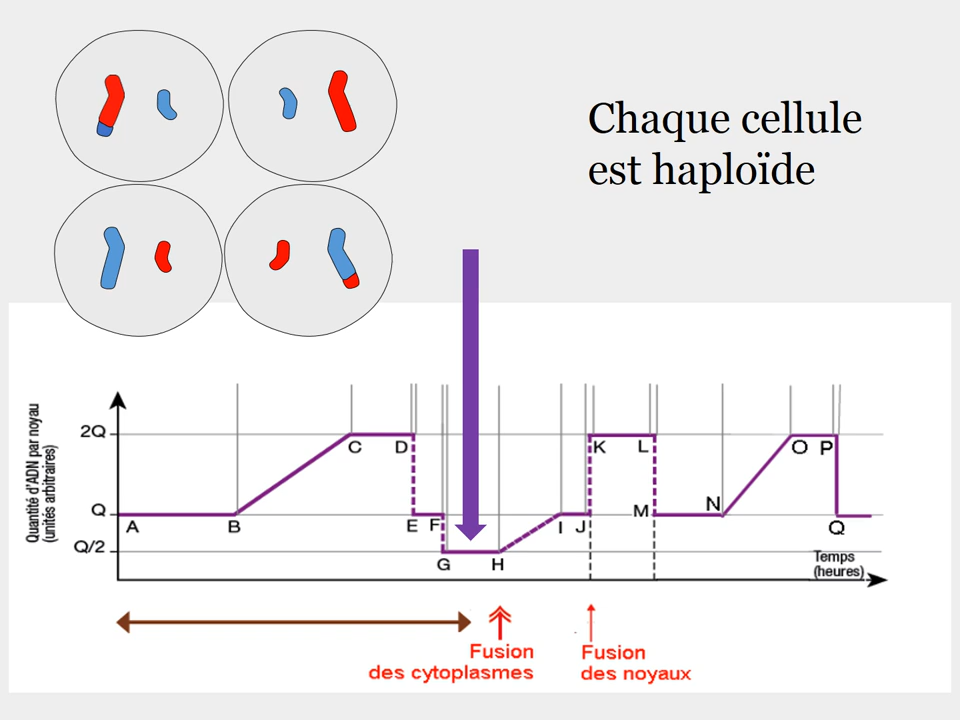 Chaque cellule
est haploïde
Quantité d'ADN par noyau
(unités arbitraires)
2Q
Q
Q/2
A
B
C
D
E
F
G
H
I
J
K
L
M
N
O
P
Q
Temps
(heures)
Fusion
des cytoplasmes
Fusion
des noyaux